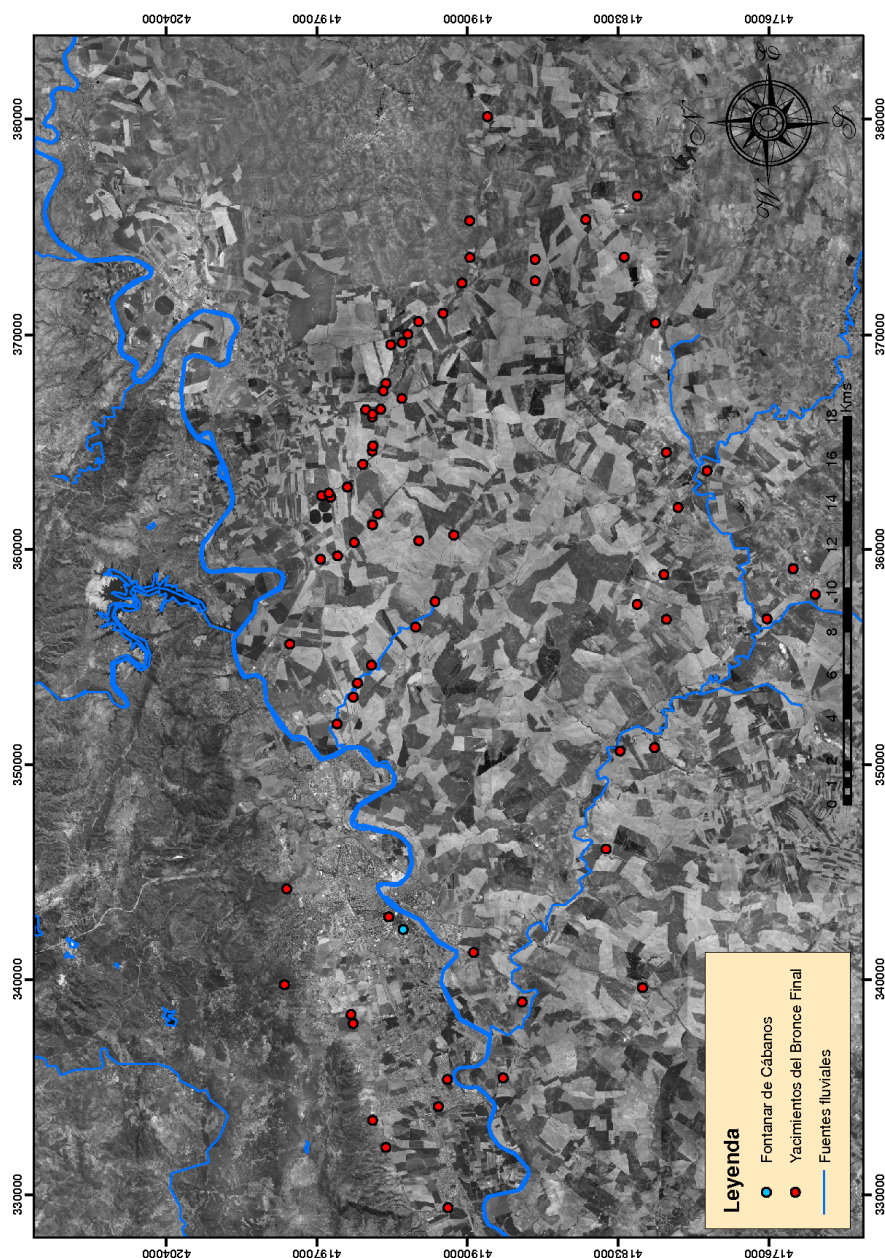 330000
340000
350000
360000
370000
380000
4204000
4204000
4197000
4197000
4190000
4190000
4183000
4183000
4176000
4176000
N
W
E
S
Leyenda
Fontanar de Cábanos
Yacimientos del Bronce Final
Fuentes fluviales
0 1 2 4 6 8 10 12 14 16 18
Kms
330000
340000
350000
360000
370000
380000